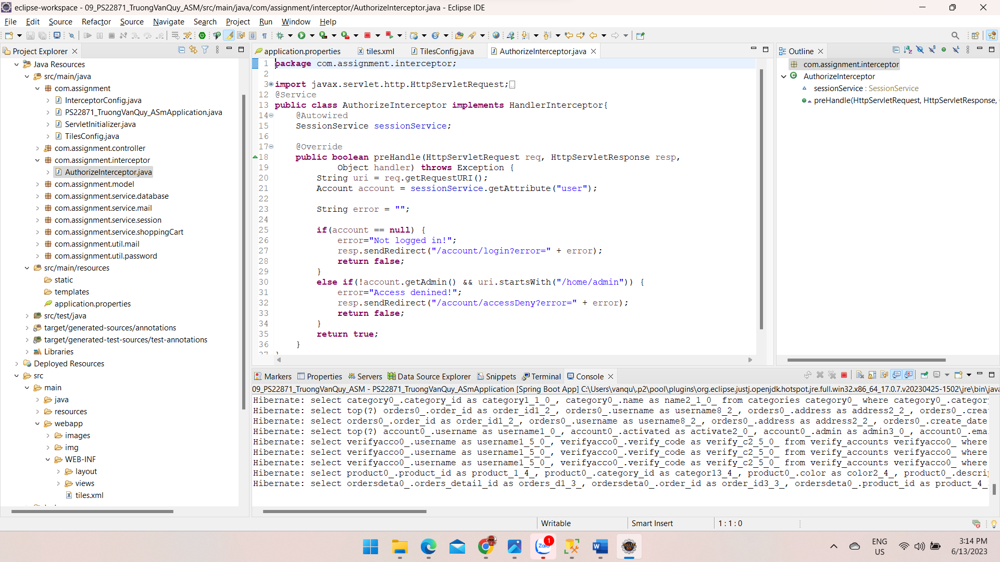 eclipse-workspace - 09_PS22871_TruongVanQuy_ASM/src/main/java/com/assignment/interceptor/AuthorizeInterceptor.java - Eclipse IDE
File Edit Source Refactor Source Navigate Search Project Run Window Help
Project Explorer
Java Resources
src/main/java
com.assignment
InterceptorConfig.java
PS22871_TruongVanQuy_ASmApplication.java
ServletInitializer.java
TilesConfig.java
com.assignment.controller
com.assignment.interceptor
AuthorizeInterceptor.java
com.assignment.model
com.assignment.service.database
com.assignment.service.mail
com.assignment.service.session
com.assignment.service.shoppingCart
com.assignment.util.mail
com.assignment.util.password
src/main/resources
static
templates
application.properties
src/test/java
target/generated-sources/annotations
target/generated-test-sources/test-annotations
Libraries
Deployed Resources
src
main
java
resources
webapp
images
img
WEB-INF
layout
views
tiles.xml
application.properties tiles.xml TilesConfig.java AuthorizeInterceptor.java
1 package com.assignment.interceptor;
2
3 import javax.servlet.http.HttpServletRequest;
12 @Service
13 public class AuthorizeInterceptor implements HandlerInterceptor{
14 @Autowired
15 SessionService sessionService;
16
17 @Override
18 public boolean preHandle(HttpServletRequest req, HttpServletResponse resp,
19 Object handler) throws Exception {
20 String uri = req.getRequestURI();
21 Account account = sessionService.getAttribute("user");
22
23 String error = "";
24
25 if(account == null) {
26 error="Not logged in!";
27 resp.sendRedirect("/account/login?error=" + error);
28 return false;
29 }
30 else if(!account.getAdmin() && uri.startsWith("/home/admin")) {
31 error="Access denined!";
32 resp.sendRedirect("/account/accessDeny?error=" + error);
33 return false;
34 }
35 return true;
36 }
37 }
Outline
com.assignment.interceptor
AuthorizeInterceptor
sessionService : SessionService
preHandle(HttpServletRequest, HttpServletResponse,
Markers Properties Servers Data Source Explorer Snippets Terminal Console
09_PS22871_TruongVanQuy_ASM - PS22871_TruongVanQuy_ASmApplication [Spring Boot App] C:\Users\vanqu\.p2\pool\plugins\org.eclipse.justj.openjdk.hotspot.jre.full.win32.x86_64_17.0.7.v20230425-1502\jre\bin\java
Hibernate: select category0_.category_id as category1_1_0_, category0_.name as name2_1_0_ from categories category0_ where category0_.category
Hibernate: select top(?) orders0_.order_id as order_id1_2_, orders0_.username as username8_2_, orders0_.address as address2_2_, orders0_.crea
Hibernate: select orders0_.order_id as order_id1_2_, orders0_.username as username8_2_, orders0_.address as address2_2_, orders0_.create_date
Hibernate: select top(?) account0_.username as username1_0_, account0_.activated as activate2_0_, account0_.admin as admin3_0_, account0_.ema
Hibernate: select verifyacco0_.username as username1_5_0_, verifyacco0_.verify_code as verify_c2_5_0_ from verify_accounts verifyacco0_ where
Hibernate: select verifyacco0_.username as username1_5_0_, verifyacco0_.verify_code as verify_c2_5_0_ from verify_accounts verifyacco0_ where
Hibernate: select verifyacco0_.username as username1_5_0_, verifyacco0_.verify_code as verify_c2_5_0_ from verify_accounts verifyacco0_ where
Hibernate: select product0_.product_id as product_1_4_, product0_.category_id as categor13_4_, product0_.color as color2_4_, product0_.descri
Hibernate: select ordersdeta0_.orders_detail_id as orders_d1_3_, ordersdeta0_.order_id as order_id3_3_, ordersdeta0_.product_id as product_4_
Writable Smart Insert 1 : 1 : 0
Zalo 1
ENG US
3:14 PM
6/13/2023